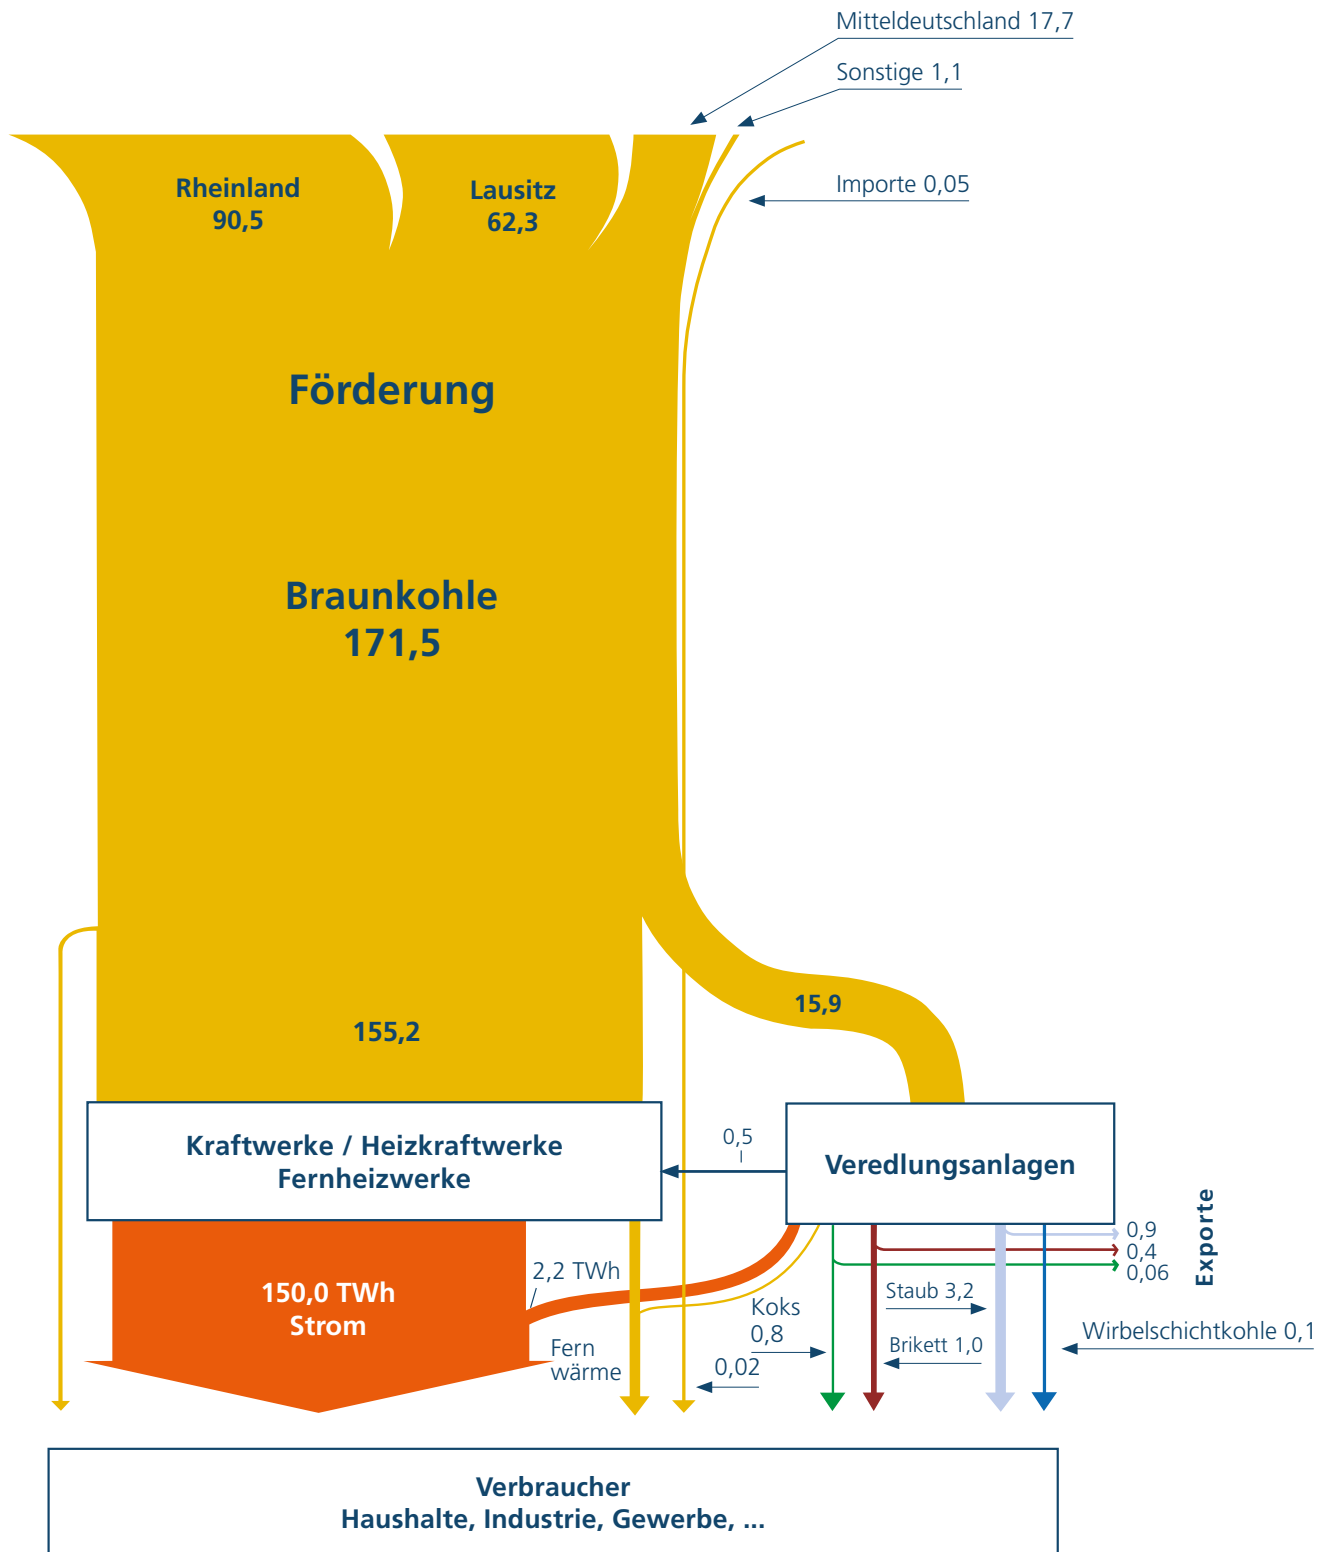 Mitteldeutschland 17,7
Sonstige 1,1
Importe 0,05
Rheinland
90,5
Lausitz
62,3
Förderung
Braunkohle
171,5
155,2
15,9
Kraftwerke / Heizkraftwerke
Fernheizwerke
0,5
Veredlungsanlagen
Exporte
0,9
0,4
0,06
150,0 TWh
Strom
2,2 TWh
Fern
wärme
0,02
Koks
0,8
Staub 3,2
Brikett 1,0
Wirbelschichtkohle 0,1
Verbraucher
Haushalte, Industrie, Gewerbe, ...